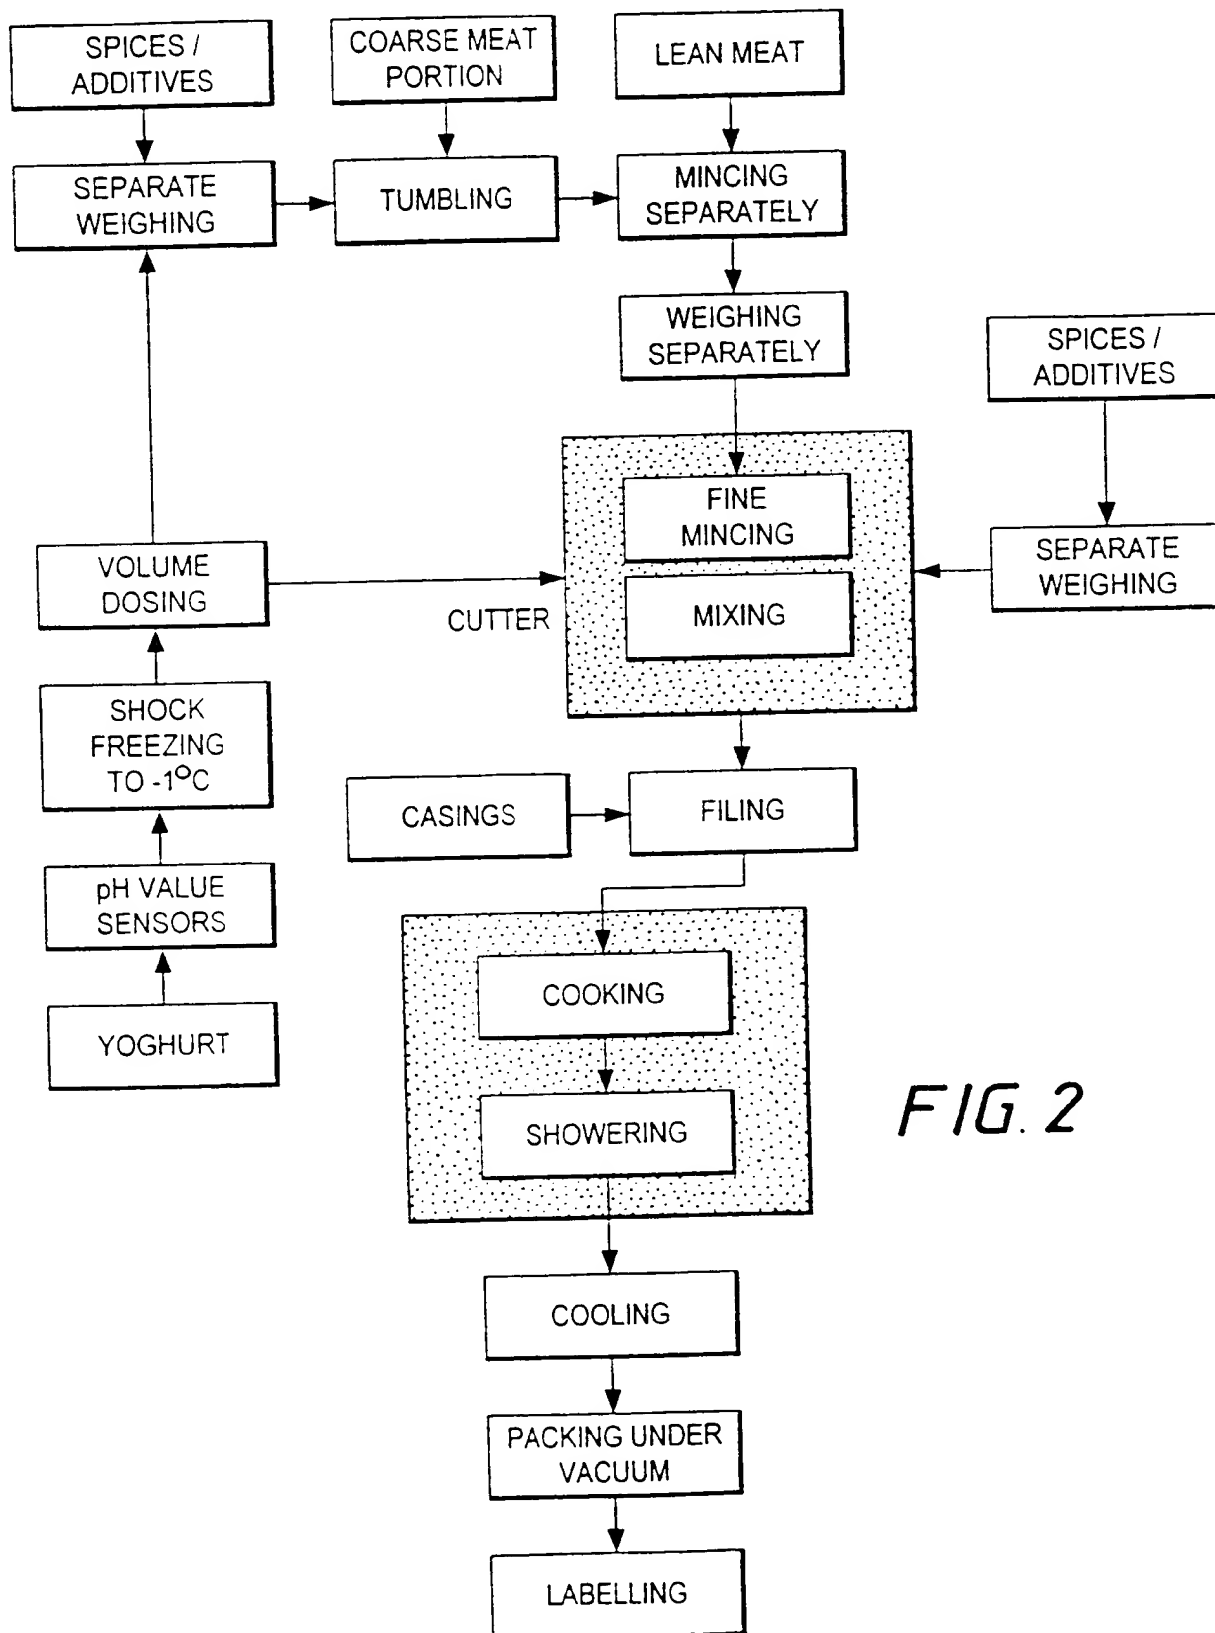 SPICES /
ADDITIVES
COARSE MEAT
PORTION
LEAN MEAT
SEPARATE
WEIGHING
TUMBLING
MINCING
SEPARATELY
WEIGHING
SEPARATELY
SPICES /
ADDITIVES
FINE
MINCING
VOLUME
DOSING
CUTTER
MIXING
SEPARATE
WEIGHING
SHOCK
FREEZING
TO -1°C
CASINGS
FILING
pH VALUE
SENSORS
COOKING
YOGHURT
SHOWERING
FIG. 2
COOLING
PACKING UNDER
VACUUM
LABELLING